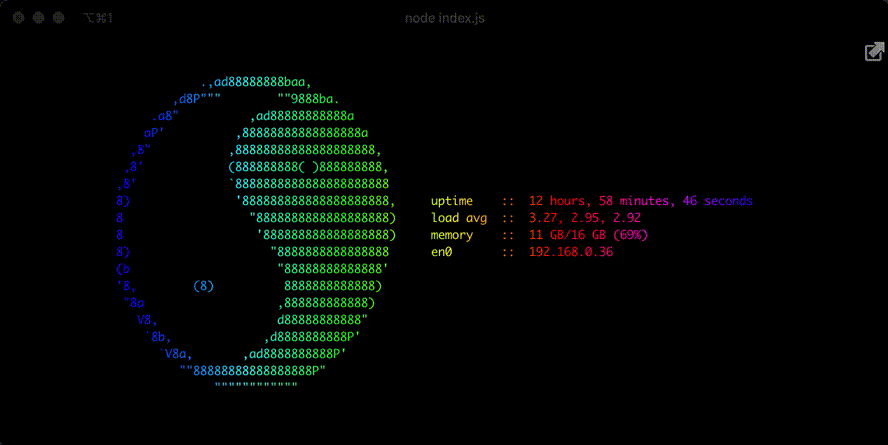 ⌥⌘1 node index.js
.,ad88888888baa,
,d8P""" ""9888ba.
.a8" ,ad88888888888a
aP' ,88888888888888888a
,8" ,88888888888888888888,
,8' (888888888( )888888888,
,8' `8888888888888888888888
8) '888888888888888888888,
8 "88888888888888888888)
8 '8888888888888888888)
8) "8888888888888888
(b "88888888888888'
'8, (8) 8888888888888)
"8a ,888888888888)
V8, d88888888888"
`8b, ,d8888888888P'
`V8a, ,ad8888888888P'
""88888888888888888P"
""""""""""""
uptime :: 12 hours, 58 minutes, 46 seconds
load avg :: 3.27, 2.95, 2.92
memory :: 11 GB/16 GB (69%)
en0 :: 192.168.0.36